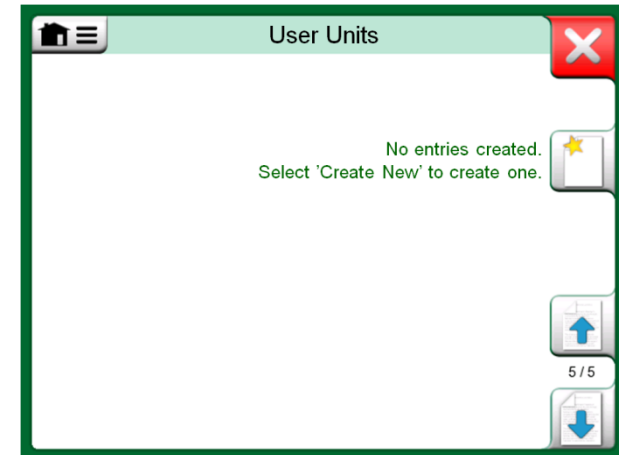 User Units
No entries created.
Select 'Create New' to create one.
5 / 5